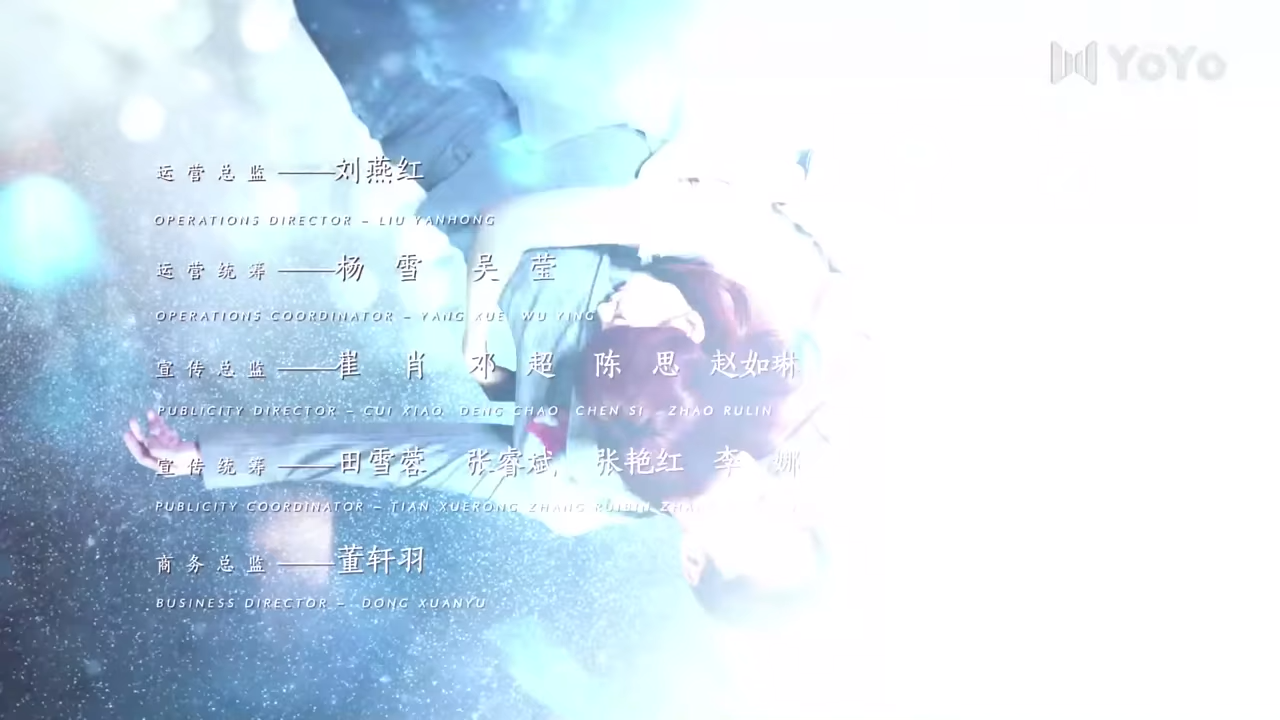 YoYo
运营总监——刘燕红
OPERATIONS DIRECTOR – LIU YANHONG
运营统筹——杨 雪 吴 莹
OPERATIONS COORDINATOR – YANG XUE WU YING
宣传总监——崔 肖 邓 超 陈 思 赵如琳
PUBLICITY DIRECTOR – CUI XIAO DENG CHAO CHEN SI ZHAO RULIN
宣传统筹——田雪蓉 张睿斌 张艳红 李 娜
PUBLICITY COORDINATOR – TIAN XUERONG ZHANG RUIBIN
商务总监——董轩羽
BUSINESS DIRECTOR – DONG XUANYU